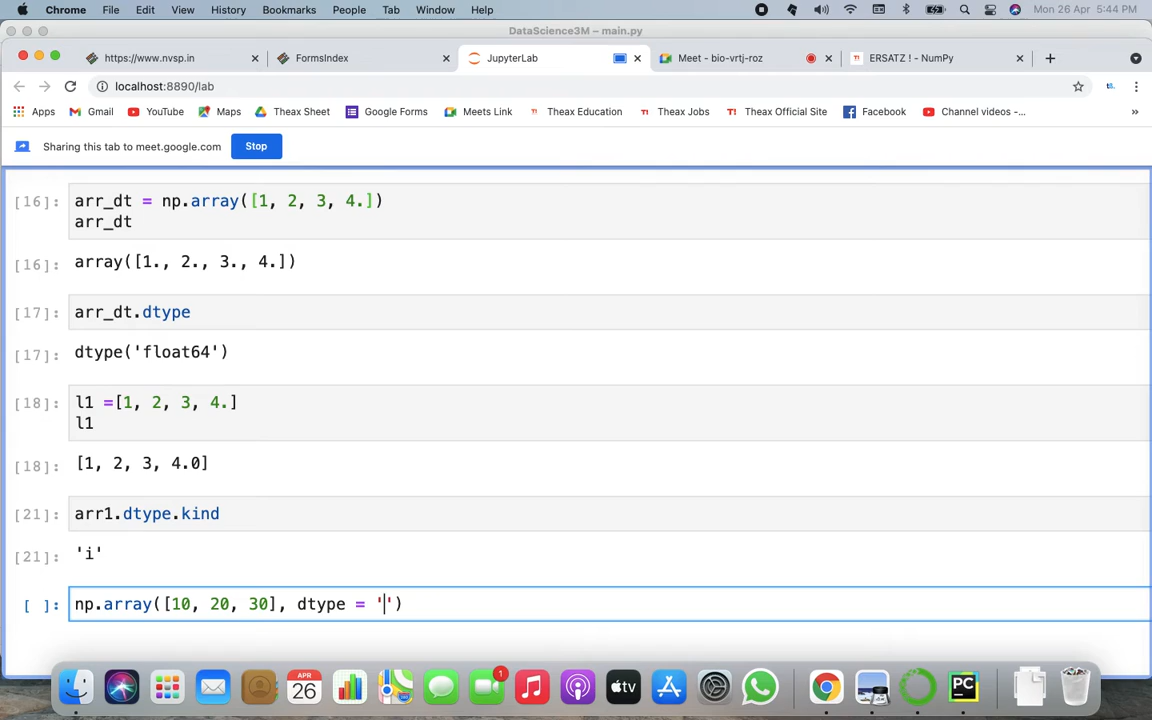 Chrome File Edit View History Bookmarks People Tab Window Help Mon 26 Apr 5:44 PM
DataScience3M – main.py
https://www.nvsp.in FormsIndex JupyterLab Meet - bio-vrtj-roz ERSATZ ! - NumPy
localhost:8890/lab
Apps Gmail YouTube Maps Theax Sheet Google Forms Meets Link Theax Education Theax Jobs Theax Official Site Facebook Channel videos -... »
Sharing this tab to meet.google.com Stop
[16]: arr_dt = np.array([1, 2, 3, 4.])
arr_dt
[16]: array([1., 2., 3., 4.])
[17]: arr_dt.dtype
[17]: dtype('float64')
[18]: l1 =[1, 2, 3, 4.]
l1
[18]: [1, 2, 3, 4.0]
[21]: arr1.dtype.kind
[21]: 'i'
[ ]: np.array([10, 20, 30], dtype = '')
APR
26
1
tv
PC